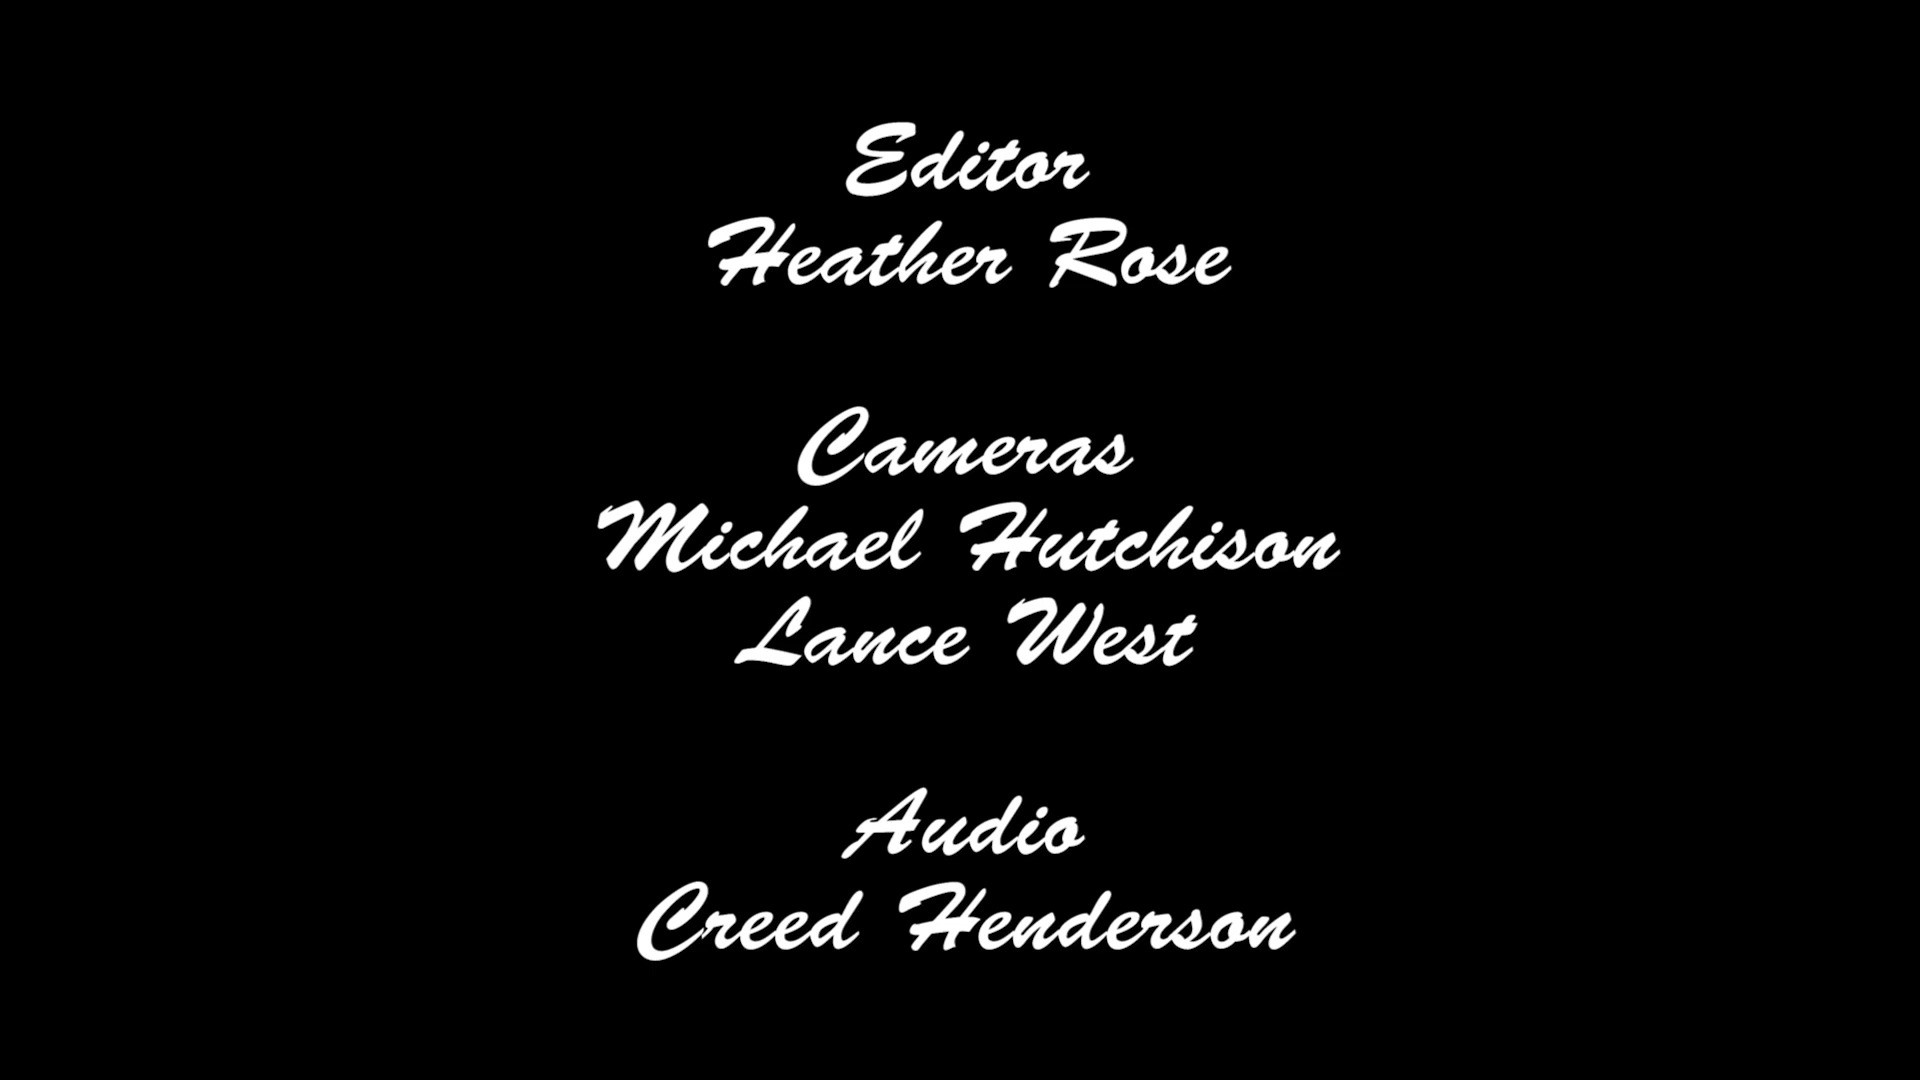 Editor
Heather Rose
Cameras
Michael Hutchison
Lance West
Audio
Creed Henderson